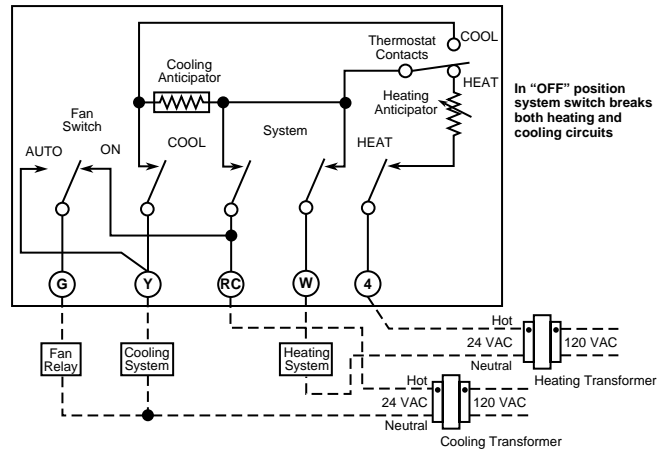 COOL
Thermostat
Contacts
HEAT
Cooling
Anticipator
Heating
Anticipator
In “OFF” position
system switch breaks
both heating and
cooling circuits
Fan
Switch
AUTO
ON
COOL
System
HEAT
G
Y
RC
W
4
Fan
Relay
Cooling
System
Heating
System
Hot
24 VAC
120 VAC
Neutral
Heating Transformer
Hot
24 VAC
120 VAC
Neutral
Cooling Transformer